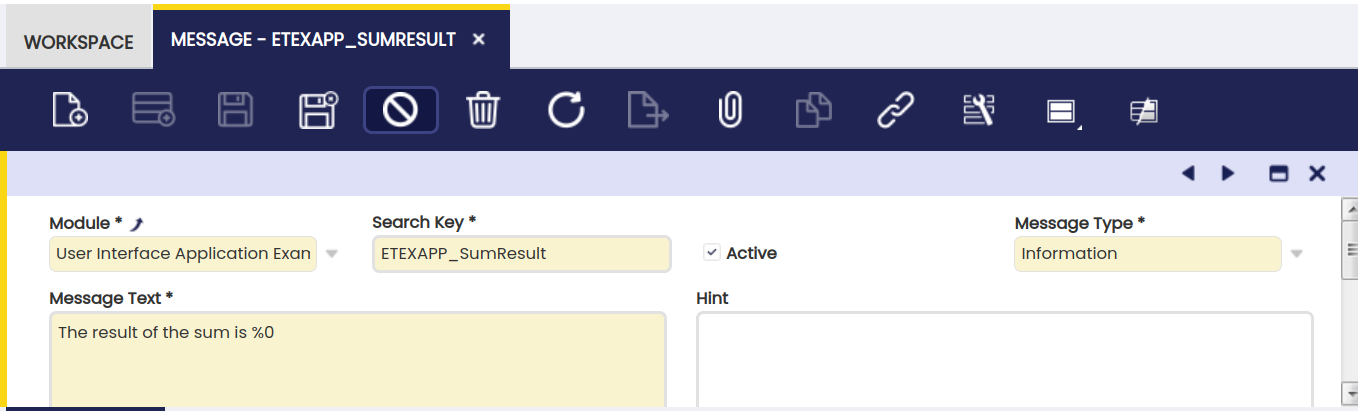 WORKSPACE
MESSAGE - ETEXAPP_SUMRESULT
Module *
Search Key *
Message Type *
User Interface Application Exan
ETEXAPP_SumResult
Active
Information
Message Text *
Hint
The result of the sum is %0